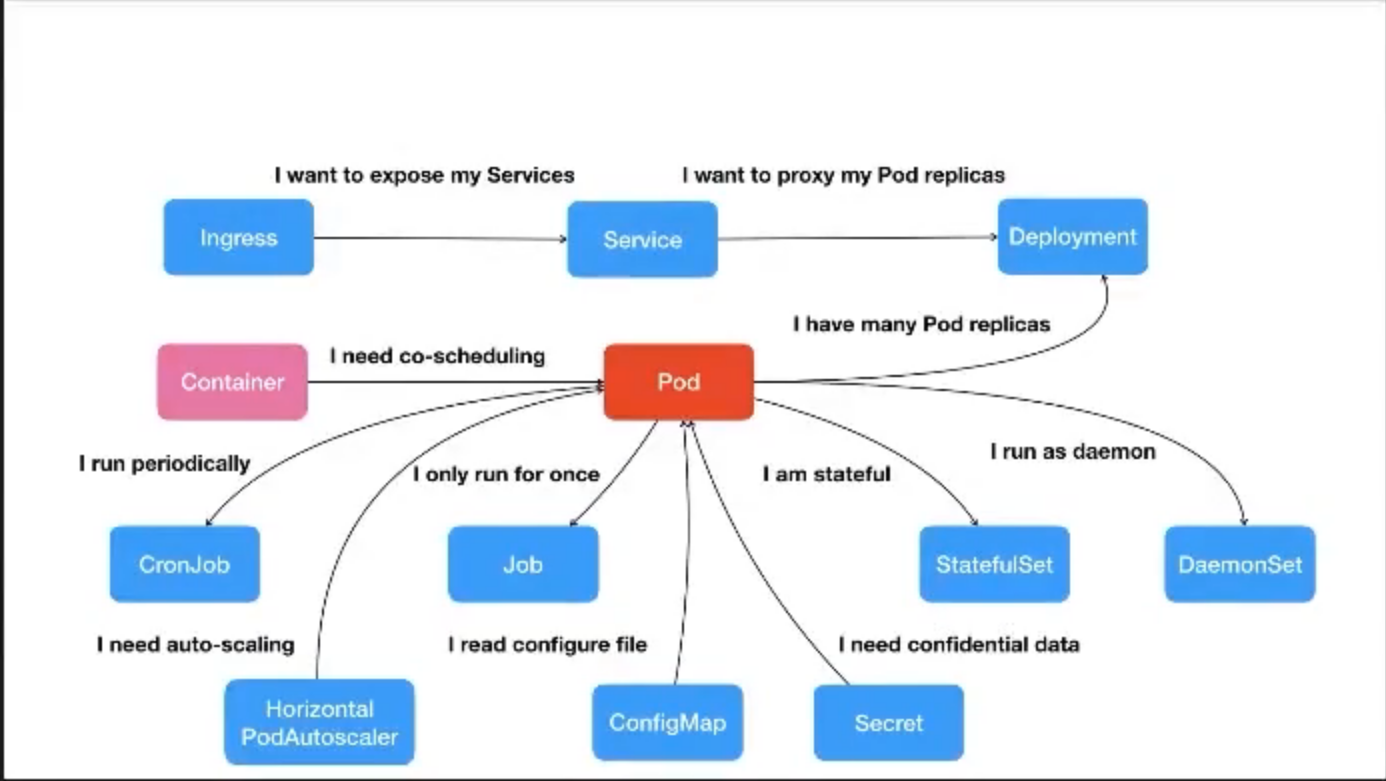 I want to expose my Services
I want to proxy my Pod replicas
Ingress
Service
Deployment
I have many Pod replicas
I need co-scheduling
Container
Pod
I run periodically
I only run for once
I am stateful
I run as daemon
CronJob
Job
StatefulSet
DaemonSet
I need auto-scaling
I read configure file
I need confidential data
Horizontal
PodAutoscaler
ConfigMap
Secret